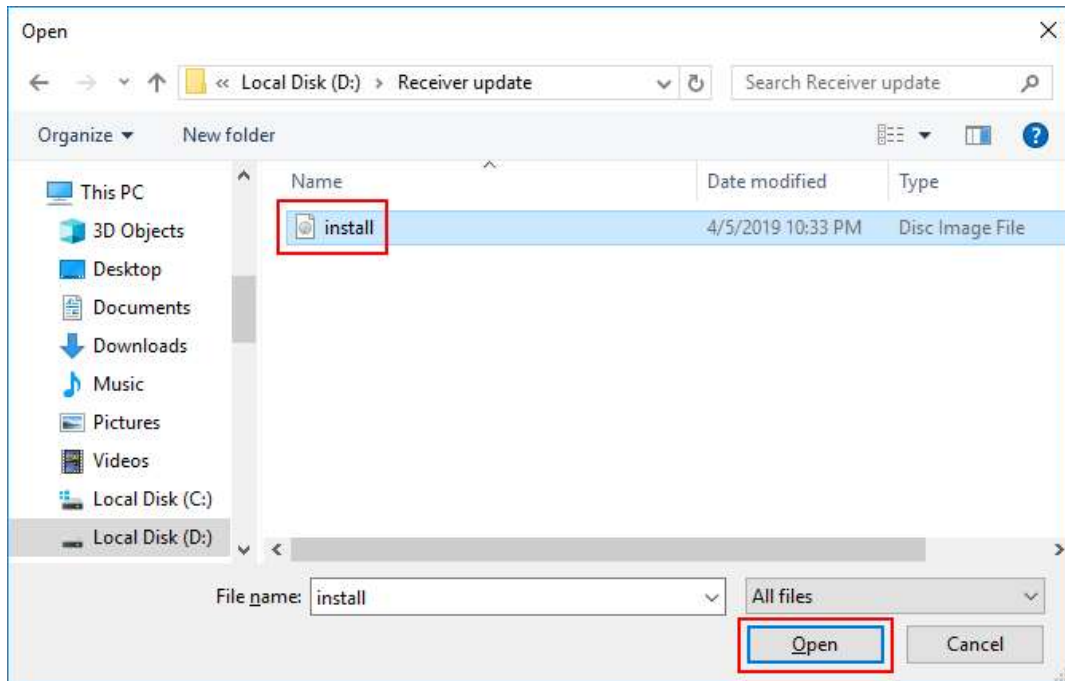 Open
« Local Disk (D:) > Receiver update
Search Receiver update
Organize
New folder
Name
Date modified
Type
This PC
3D Objects
Desktop
Documents
Downloads
Music
Pictures
Videos
Local Disk (C:)
Local Disk (D:)
install
4/5/2019 10:33 PM
Disc Image File
File name:
install
All files
Open
Cancel